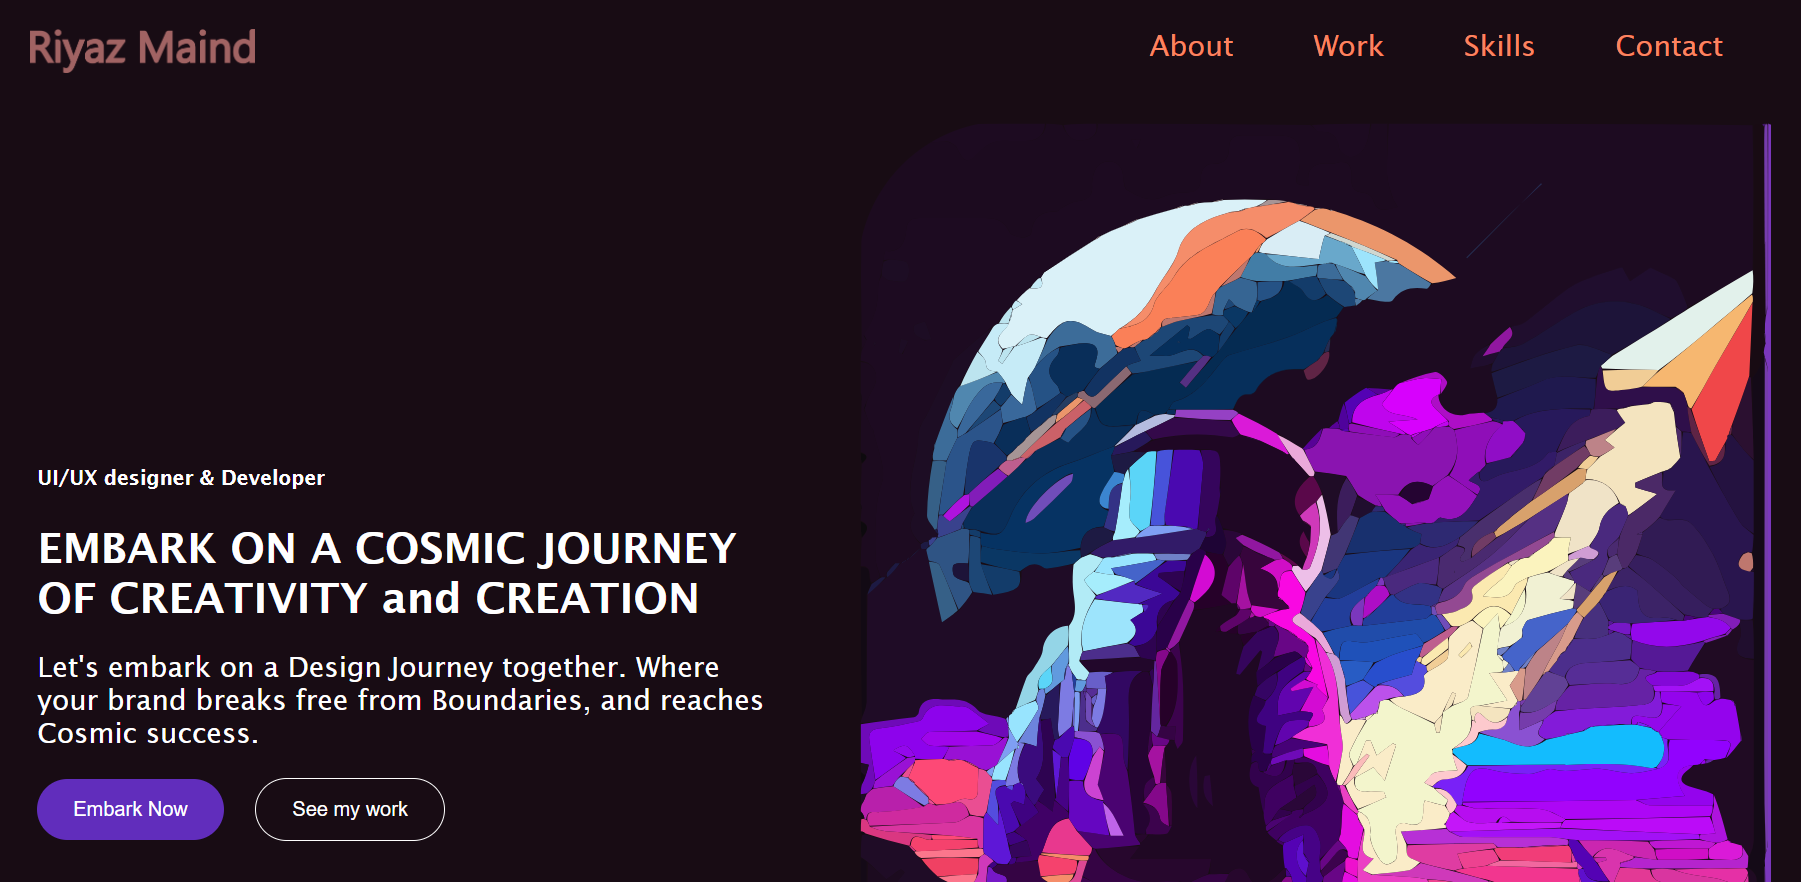 Riyaz Maind
About Work Skills Contact
UI/UX designer & Developer
EMBARK ON A COSMIC JOURNEY
OF CREATIVITY and CREATION
Let's embark on a Design Journey together. Where
your brand breaks free from Boundaries, and reaches
Cosmic success.
Embark Now See my work